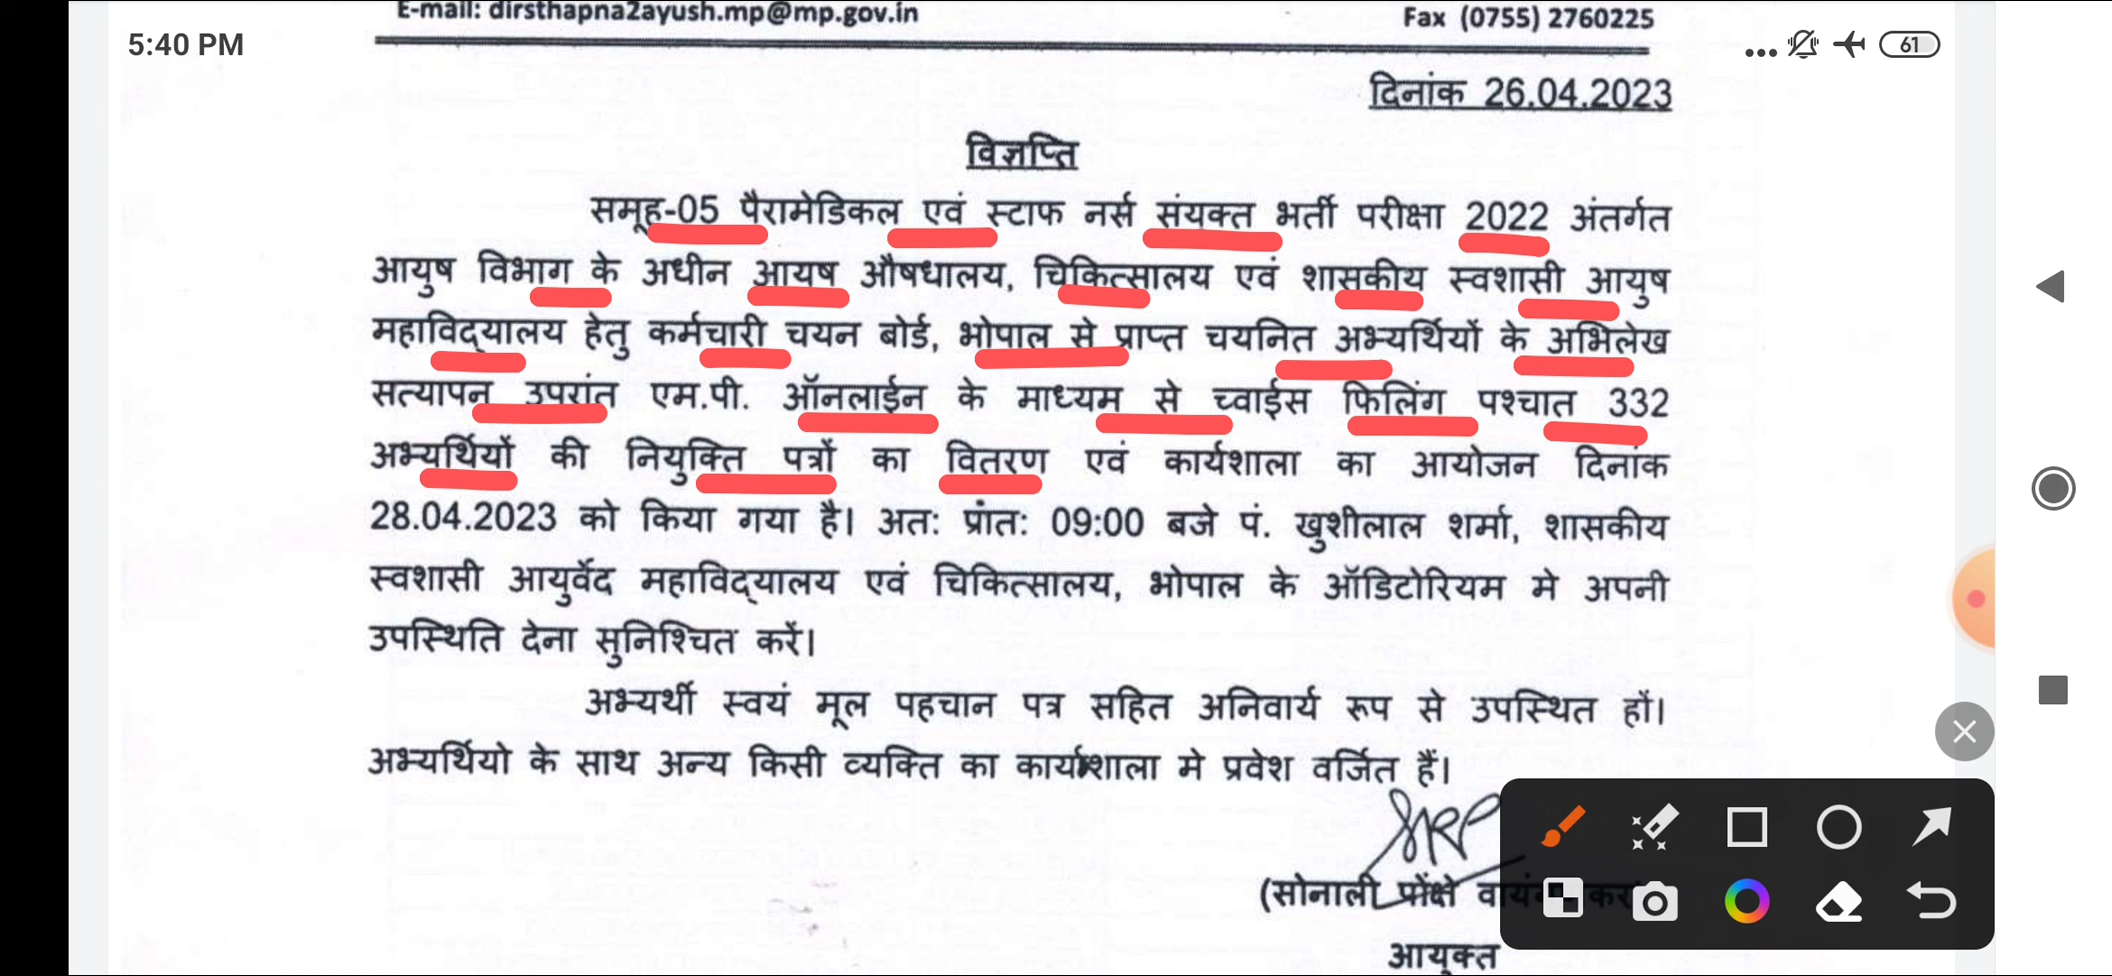 E-mail: dirsthapna2ayush.mp@mp.gov.in Fax (0755) 2760225
5:40 PM
61
दिनांक 26.04.2023
विज्ञप्ति
समूह-05 पैरामेडिकल एवं स्टाफ नर्स संयुक्त भर्ती परीक्षा 2022 अंतर्गत
आयुष विभाग के अधीन आयुष औषधालय, चिकित्सालय एवं शासकीय स्वशासी आयुष
महाविद्यालय हेतु कर्मचारी चयन बोर्ड, भोपाल से प्राप्त चयनित अभ्यर्थियों के अभिलेख
सत्यापन उपरांत एम.पी. ऑनलाईन के माध्यम से च्वाईस फिलिंग पश्चात 332
अभ्यर्थियों की नियुक्ति पत्रों का वितरण एवं कार्यशाला का आयोजन दिनांक
28.04.2023 को किया गया है। अतः प्रांतः 09:00 बजे पं. खुशीलाल शर्मा, शासकीय
स्वशासी आयुर्वेद महाविद्यालय एवं चिकित्सालय, भोपाल के ऑडिटोरियम मे अपनी
उपस्थिति देना सुनिश्चित करें।
अभ्यर्थी स्वयं मूल पहचान पत्र सहित अनिवार्य रूप से उपस्थित हों।
अभ्यर्थियो के साथ अन्य किसी व्यक्ति का कार्यशाला मे प्रवेश वर्जित हैं।
(सोनाली पोंक्षे
आयुक्त